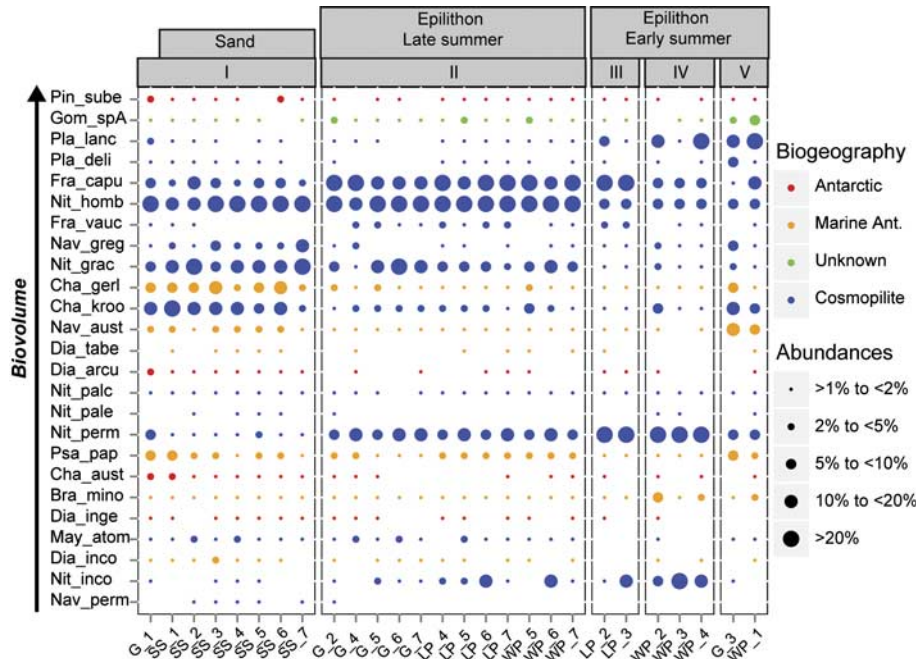 Sand
Epilithon
Late summer
Epilithon
Early summer
I
II
III
IV
V
Biovolume
Pin_sube
Gom_spA
Pla_lanc
Pla_deli
Fra_capu
Nit_homb
Fra_vauc
Nav_greg
Nit_grac
Cha_gerl
Cha_kroo
Nav_aust
Dia_tabe
Dia_arcu
Nit_palc
Nit_pale
Nit_perm
Psa_pap
Cha_aust
Bra_mino
Dia_inge
May_atom
Dia_inco
Nit_inco
Nav_perm
G_1
SS_1
SS_2
SS_3
SS_4
SS_5
SS_6
SS_7
G_2
G_4
G_5
G_6
G_7
LP_4
LP_5
LP_6
LP_7
WP_5
WP_6
WP_7
LP_2
LP_3
WP_2
WP_3
WP_4
G_3
WP_1
Biogeography
Antarctic
Marine Ant.
Unknown
Cosmopilite
Abundances
>1% to <2%
2% to <5%
5% to <10%
10% to <20%
>20%